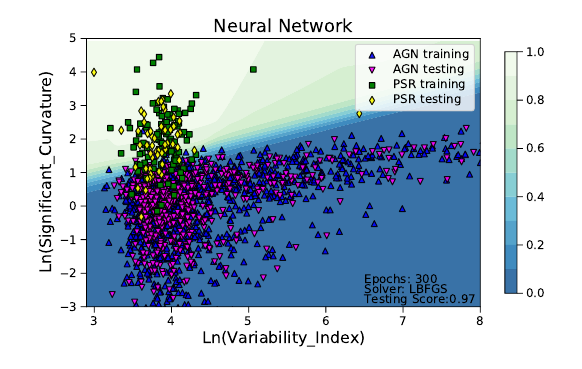 Neural Network
5
4
3
2
1
0
−1
−2
−3
Ln(Significant_Curvature)
3
4
5
6
7
8
Ln(Variability_Index)
AGN training
AGN testing
PSR training
PSR testing
Epochs: 300
Solver: LBFGS
Testing Score:0.97
1.0
0.8
0.6
0.4
0.2
0.0